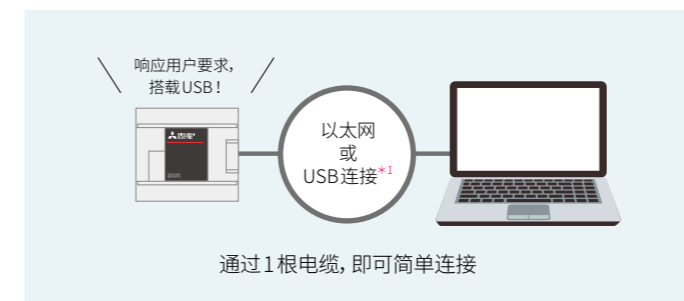 响应用户要求，
搭载USB！
以太网
或
USB连接*1
通过1根电缆，即可简单连接